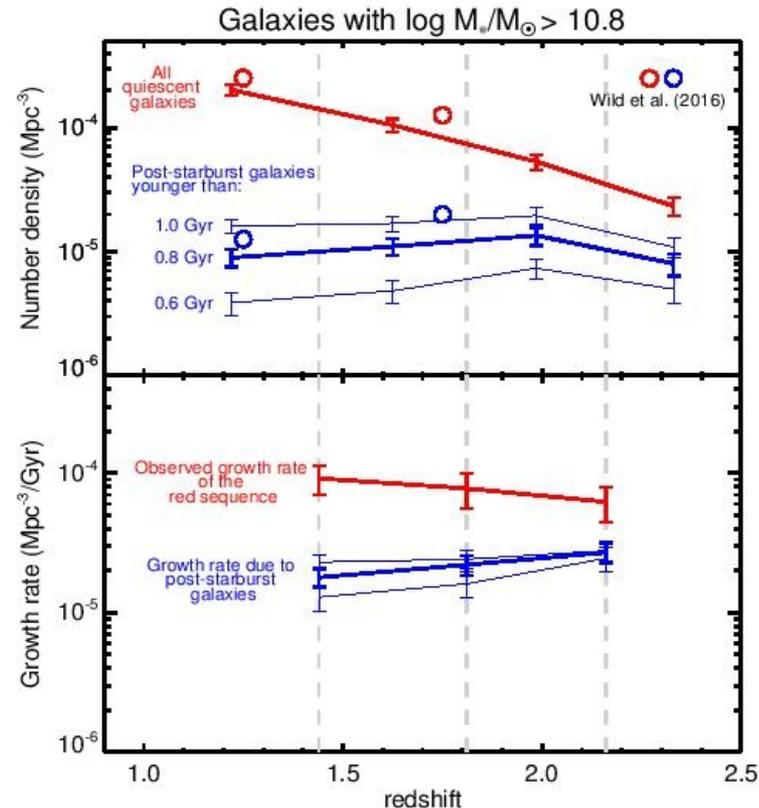 Galaxies with log M*/M☉ > 10.8
All
quiescent
galaxies
Wild et al. (2016)
Post-starburst galaxies
younger than:
1.0 Gyr
0.8 Gyr
0.6 Gyr
Number density (Mpc⁻³)
10⁻⁴
10⁻⁵
10⁻⁶
Observed growth rate
of the
red sequence
Growth rate due to
post-starburst
galaxies
Growth rate (Mpc⁻³/Gyr)
10⁻⁴
10⁻⁵
10⁻⁶
1.0 1.5 2.0 2.5
redshift